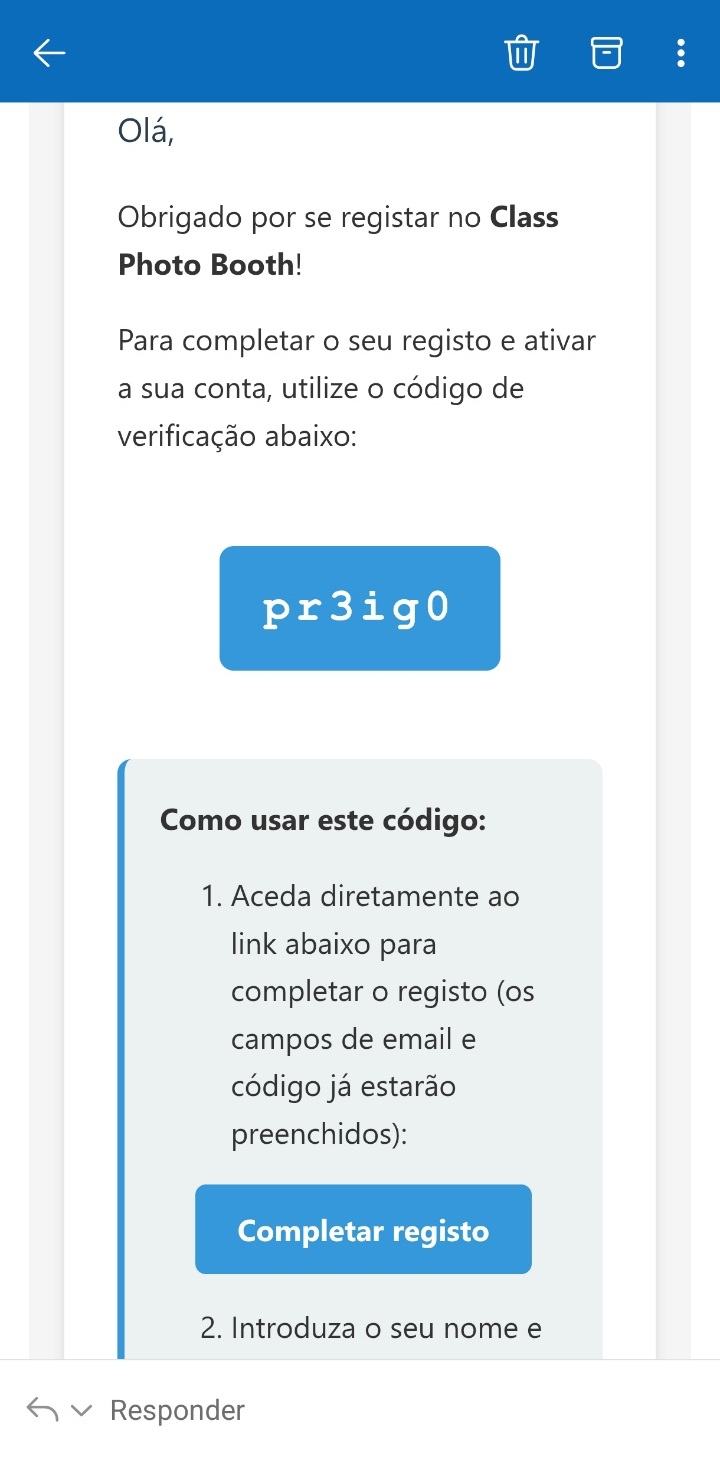 Olá,
Obrigado por se registar no Class
Photo Booth!
Para completar o seu registo e ativar
a sua conta, utilize o código de
verificação abaixo:
pr3ig0
Como usar este código:
1. Aceda diretamente ao
link abaixo para
completar o registo (os
campos de email e
código já estarão
preenchidos):
Completar registo
2. Introduza o seu nome e
Responder